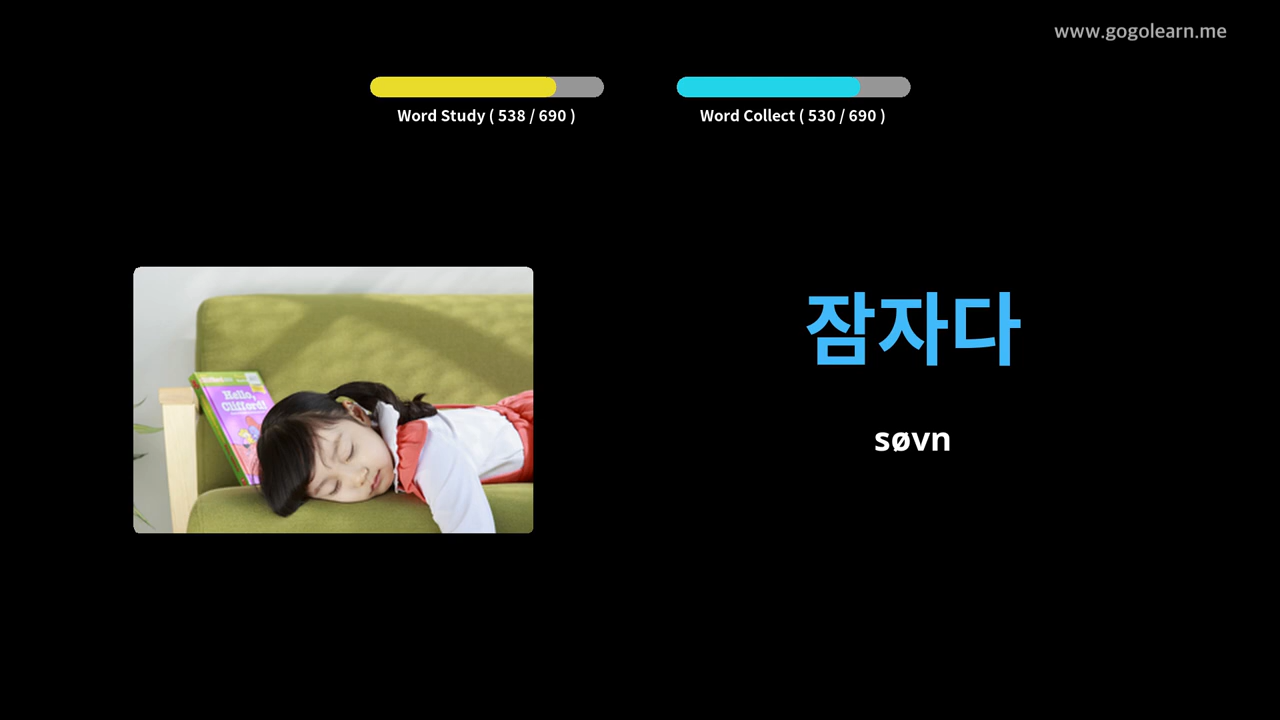 www.gogolearn.me
Word Study ( 538 / 690 )
Word Collect ( 530 / 690 )
Hello,
Clifford!
잠자다
søvn